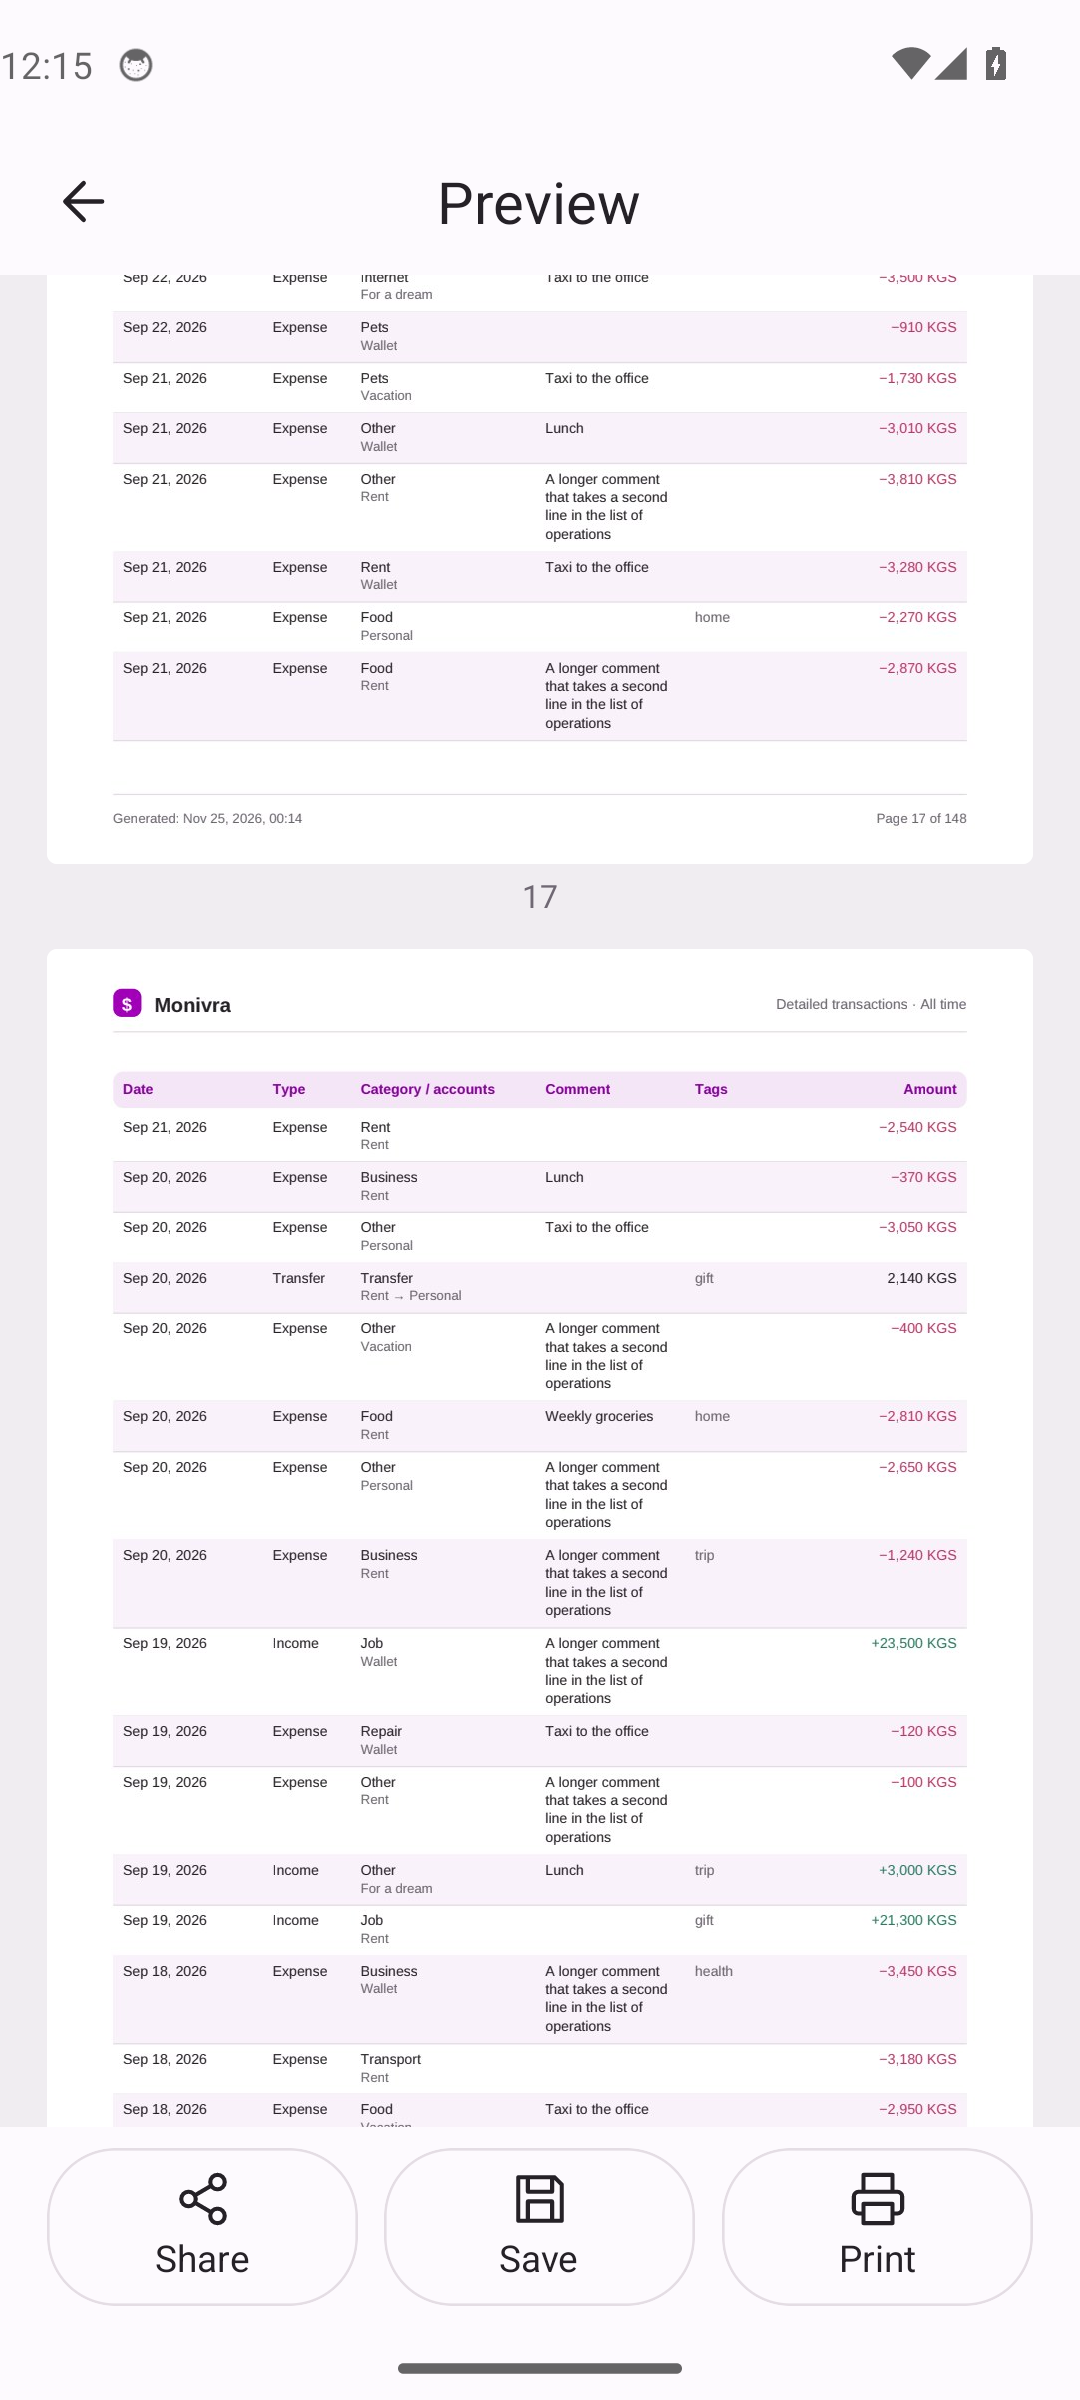 12:15
Preview
Sep 22, 2026 Expense Internet Taxi to the office −3,500 KGS
For a dream
Sep 22, 2026 Expense Pets −910 KGS
Wallet
Sep 21, 2026 Expense Pets Taxi to the office −1,730 KGS
Vacation
Sep 21, 2026 Expense Other Lunch −3,010 KGS
Wallet
Sep 21, 2026 Expense Other A longer comment −3,810 KGS
Rent that takes a second
line in the list of
operations
Sep 21, 2026 Expense Rent Taxi to the office −3,280 KGS
Wallet
Sep 21, 2026 Expense Food home −2,270 KGS
Personal
Sep 21, 2026 Expense Food A longer comment −2,870 KGS
Rent that takes a second
line in the list of
operations
Generated: Nov 25, 2026, 00:14 Page 17 of 148
17
$ Monivra Detailed transactions · All time
Date Type Category / accounts Comment Tags Amount
Sep 21, 2026 Expense Rent −2,540 KGS
Rent
Sep 20, 2026 Expense Business Lunch −370 KGS
Rent
Sep 20, 2026 Expense Other Taxi to the office −3,050 KGS
Personal
Sep 20, 2026 Transfer Transfer gift 2,140 KGS
Rent → Personal
Sep 20, 2026 Expense Other A longer comment −400 KGS
Vacation that takes a second
line in the list of
operations
Sep 20, 2026 Expense Food Weekly groceries home −2,810 KGS
Rent
Sep 20, 2026 Expense Other A longer comment −2,650 KGS
Personal that takes a second
line in the list of
operations
Sep 20, 2026 Expense Business A longer comment trip −1,240 KGS
Rent that takes a second
line in the list of
operations
Sep 19, 2026 Income Job A longer comment +23,500 KGS
Wallet that takes a second
line in the list of
operations
Sep 19, 2026 Expense Repair Taxi to the office −120 KGS
Wallet
Sep 19, 2026 Expense Other A longer comment −100 KGS
Rent that takes a second
line in the list of
operations
Sep 19, 2026 Income Other Lunch trip +3,000 KGS
For a dream
Sep 19, 2026 Income Job gift +21,300 KGS
Rent
Sep 18, 2026 Expense Business A longer comment health −3,450 KGS
Wallet that takes a second
line in the list of
operations
Sep 18, 2026 Expense Transport −3,180 KGS
Rent
Sep 18, 2026 Expense Food Taxi to the office −2,950 KGS
Vacation
Share Save Print